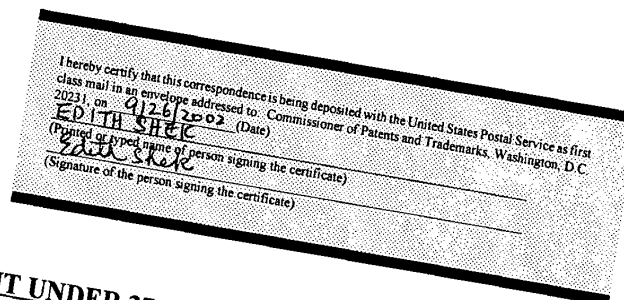 I hereby certify that this correspondence is being deposited with the United States Postal Service as first
class mail in an envelope addressed to: Commissioner of Patents and Trademarks, Washington, D.C.
20231, on 9/26/2002 (Date)
EDITH SHEK
(Printed or typed name of person signing the certificate)
Edith Shek
(Signature of the person signing the certificate)
UNDER